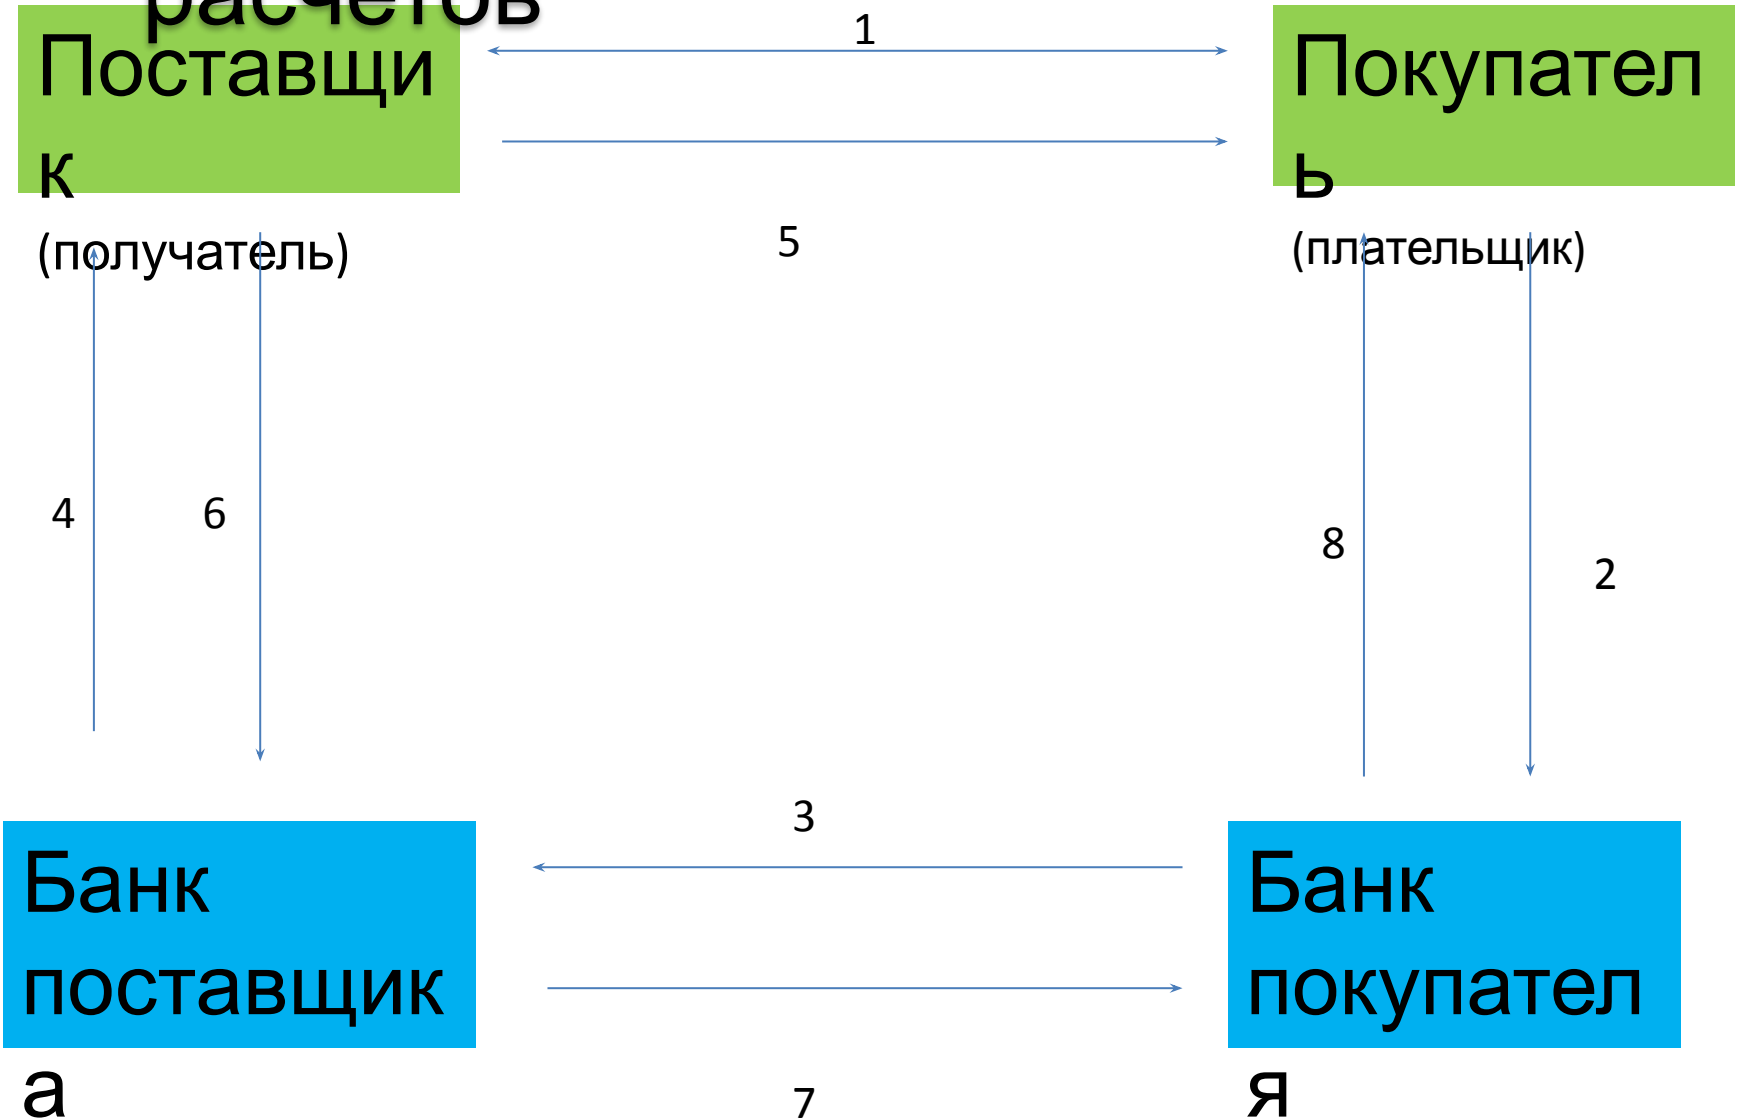 расчетов
Поставщи
к
(получатель)
1
5
Покупател
ь
(плательщик)
4
6
8
2
3
7
Банк
поставщик
а
Банк
покупател
я